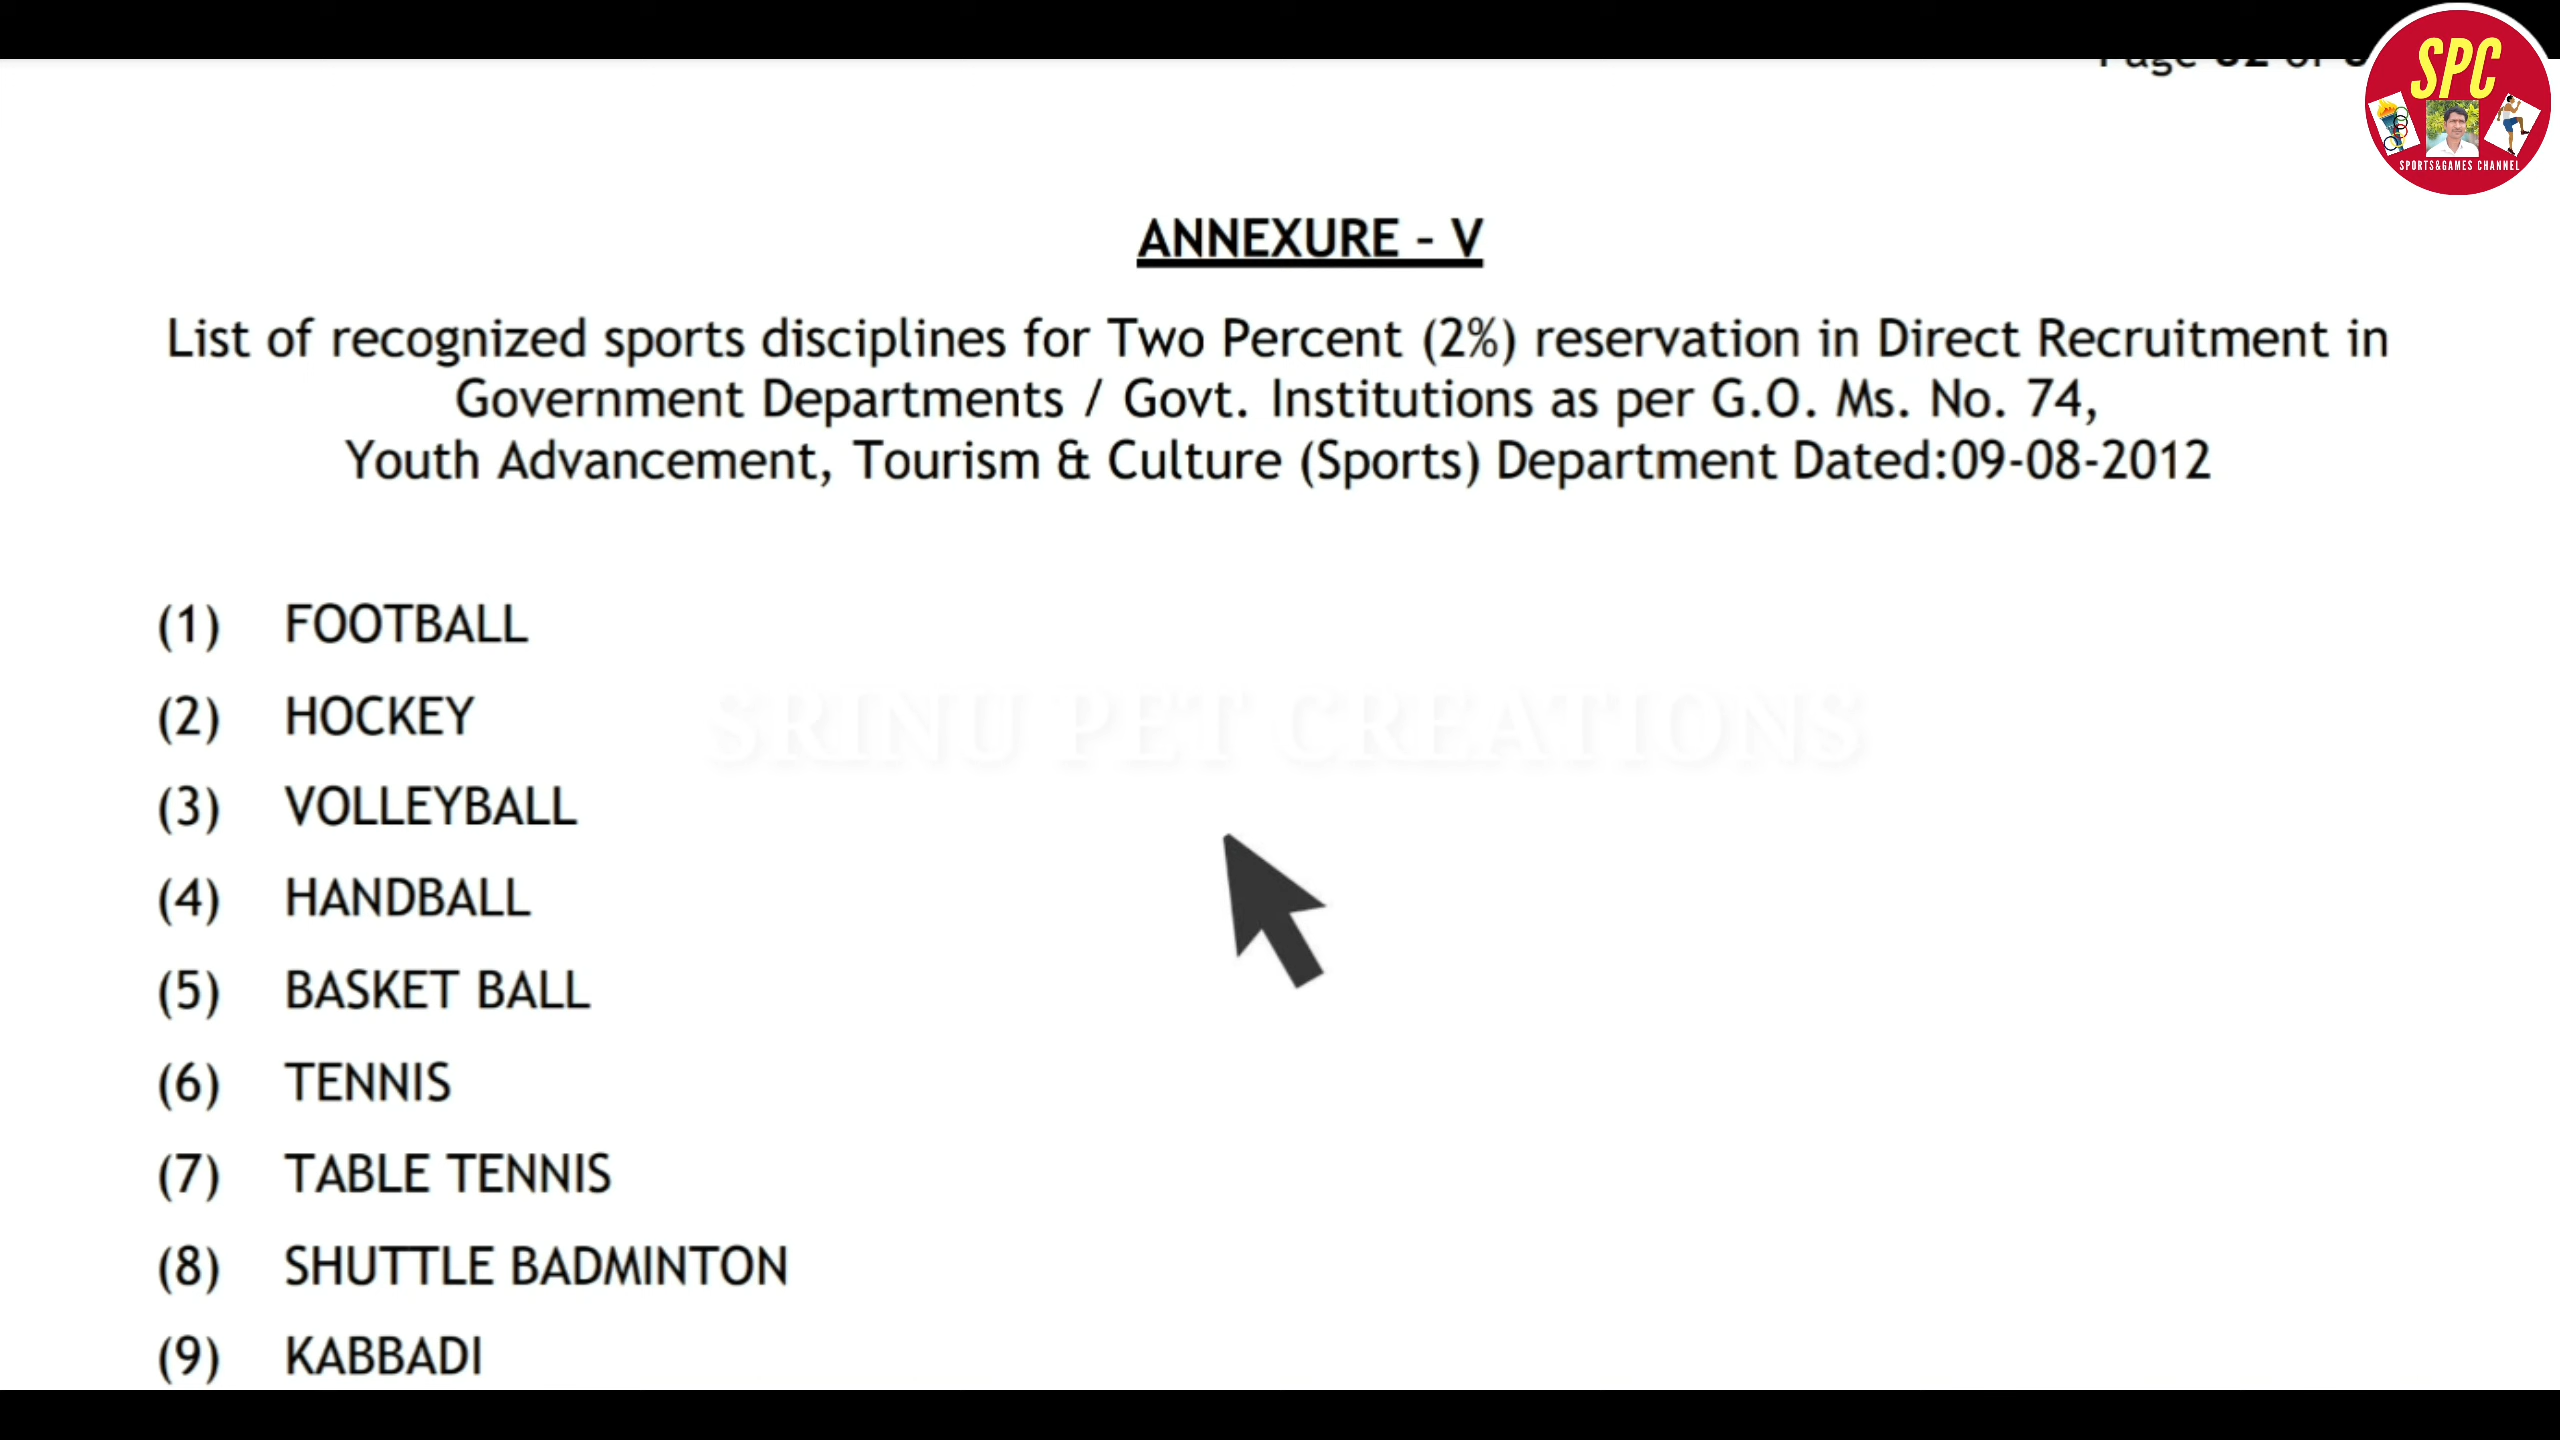 SPC
SPORTS&GAMES CHANNEL
ANNEXURE - V
List of recognized sports disciplines for Two Percent (2%) reservation in Direct Recruitment in
Government Departments / Govt. Institutions as per G.O. Ms. No. 74,
Youth Advancement, Tourism & Culture (Sports) Department Dated:09-08-2012
(1) FOOTBALL
(2) HOCKEY
SRINU PET CREATIONS
(3) VOLLEYBALL
(4) HANDBALL
(5) BASKET BALL
(6) TENNIS
(7) TABLE TENNIS
(8) SHUTTLE BADMINTON
(9) KABBADI